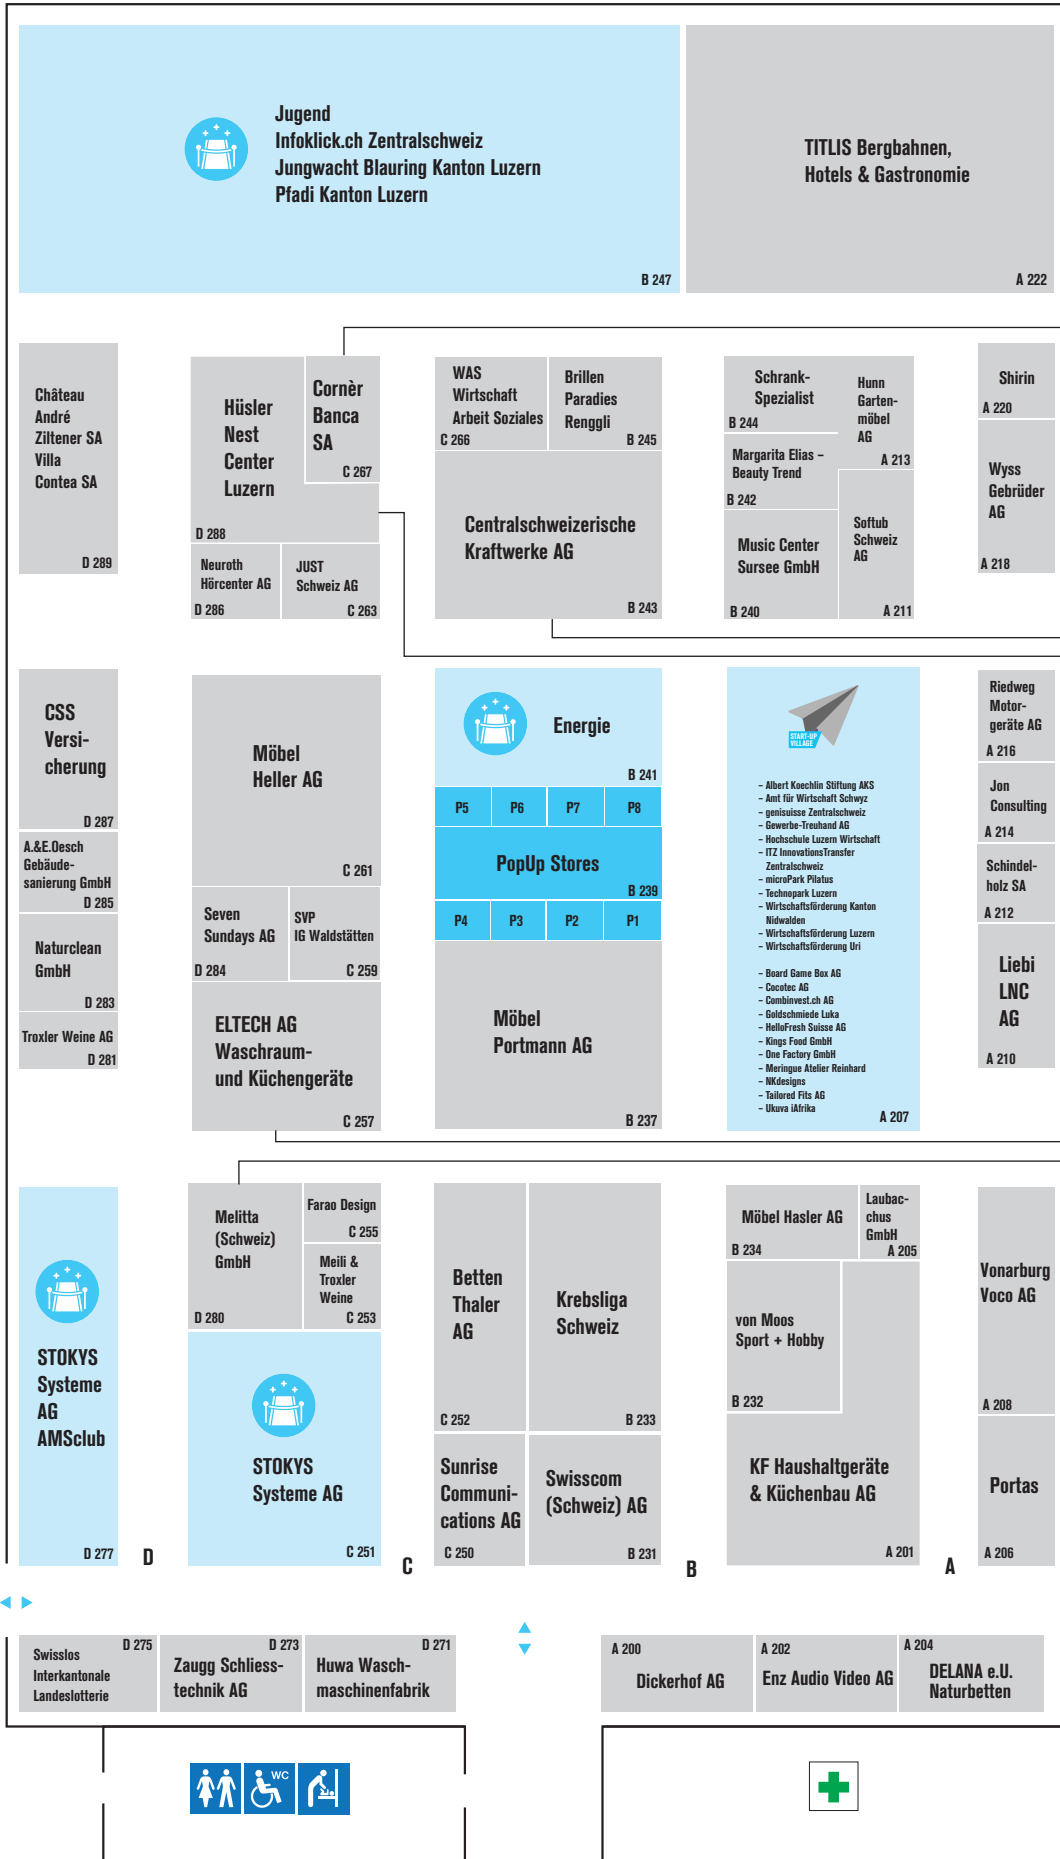 Jugend
Infoklick.ch Zentralschweiz
Jungwacht Blauring Kanton Luzern
Pfadi Kanton Luzern
B 247
TITLIS Bergbahnen,
Hotels & Gastronomie
A 222
Château
André
Ziltener SA
Villa
Contea SA
D 289
Hüsler
Nest
Center
Luzern
D 288
Cornèr
Banca
SA
C 267
Neuroth
Hörcenter AG
D 286
JUST
Schweiz AG
C 263
WAS
Wirtschaft
Arbeit Soziales
C 266
Brillen
Paradies
Renggli
B 245
Centralschweizerische
Kraftwerke AG
B 243
Schrank-
Spezialist
B 244
Hunn
Garten-
möbel
AG
A 213
Margarita Elias –
Beauty Trend
B 242
Music Center
Sursee GmbH
B 240
Softub
Schweiz
AG
A 211
Shirin
A 220
Wyss
Gebrüder
AG
A 218
CSS
Versi-
cherung
D 287
A.&E.Oesch
Gebäude-
sanierung GmbH
D 285
Naturclean
GmbH
D 283
Troxler Weine AG
D 281
Möbel
Heller AG
C 261
Seven
Sundays AG
D 284
SVP
IG Waldstätten
C 259
ELTECH AG
Waschraum-
und Küchengeräte
C 257
Energie
B 241
P5 P6 P7 P8
PopUp Stores
B 239
P4 P3 P2 P1
Möbel
Portmann AG
B 237
START-UP
VILLAGE
– Albert Koechlin Stiftung AKS
– Amt für Wirtschaft Schwyz
– genisuisse Zentralschweiz
– Gewerbe-Treuhand AG
– Hochschule Luzern Wirtschaft
– ITZ InnovationsTransfer
Zentralschweiz
– microPark Pilatus
– Technopark Luzern
– Wirtschaftsförderung Kanton
Nidwalden
– Wirtschaftsförderung Luzern
– Wirtschaftsförderung Uri
– Board Game Box AG
– Cocotec AG
– Combinvest.ch AG
– Goldschmiede Luka
– HelloFresh Suisse AG
– Kings Food GmbH
– One Factory GmbH
– Meringue Atelier Reinhard
– NKdesigns
– Tailored Fits AG
– Ukuva iAfrika
A 207
Riedweg
Motor-
geräte AG
A 216
Jon
Consulting
A 214
Schindel-
holz SA
A 212
Liebi
LNC
AG
A 210
STOKYS
Systeme
AG
AMSclub
D 277
D
Melitta
(Schweiz)
GmbH
D 280
Farao Design
C 255
Meili &
Troxler
Weine
C 253
STOKYS
Systeme AG
C 251
C
Betten
Thaler
AG
C 252
Krebsliga
Schweiz
B 233
Sunrise
Communi-
cations AG
C 250
Swisscom
(Schweiz) AG
B 231
B
Möbel Hasler AG
B 234
Laubac-
chus
GmbH
A 205
von Moos
Sport + Hobby
B 232
KF Haushaltgeräte
& Küchenbau AG
A 201
A
Vonarburg
Voco AG
A 208
Portas
A 206
D 275
Swisslos
Interkantonale
Landeslotterie
D 273
Zaugg Schliess-
technik AG
D 271
Huwa Wasch-
maschinenfabrik
A 200
Dickerhof AG
A 202
Enz Audio Video AG
A 204
DELANA e.U.
Naturbetten
WC